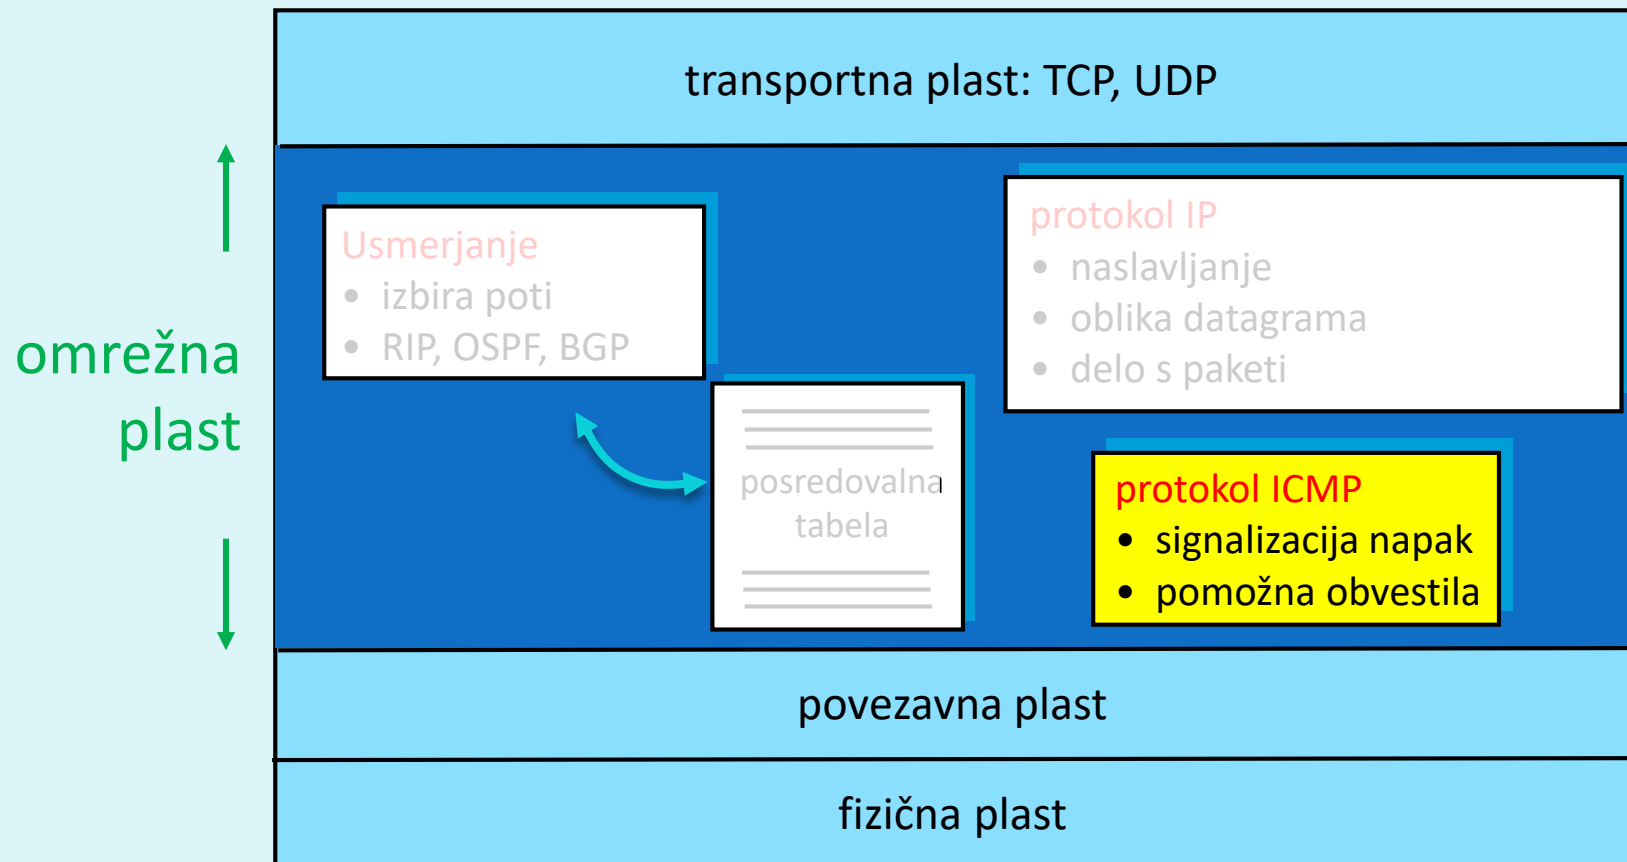 transportna plast: TCP, UDP
omrežna
plast
Usmerjanje
• izbira poti
• RIP, OSPF, BGP
protokol IP
• naslavljanje
• oblika datagrama
• delo s paketi
posredovalna
tabela
protokol ICMP
• signalizacija napak
• pomožna obvestila
povezavna plast
fizična plast